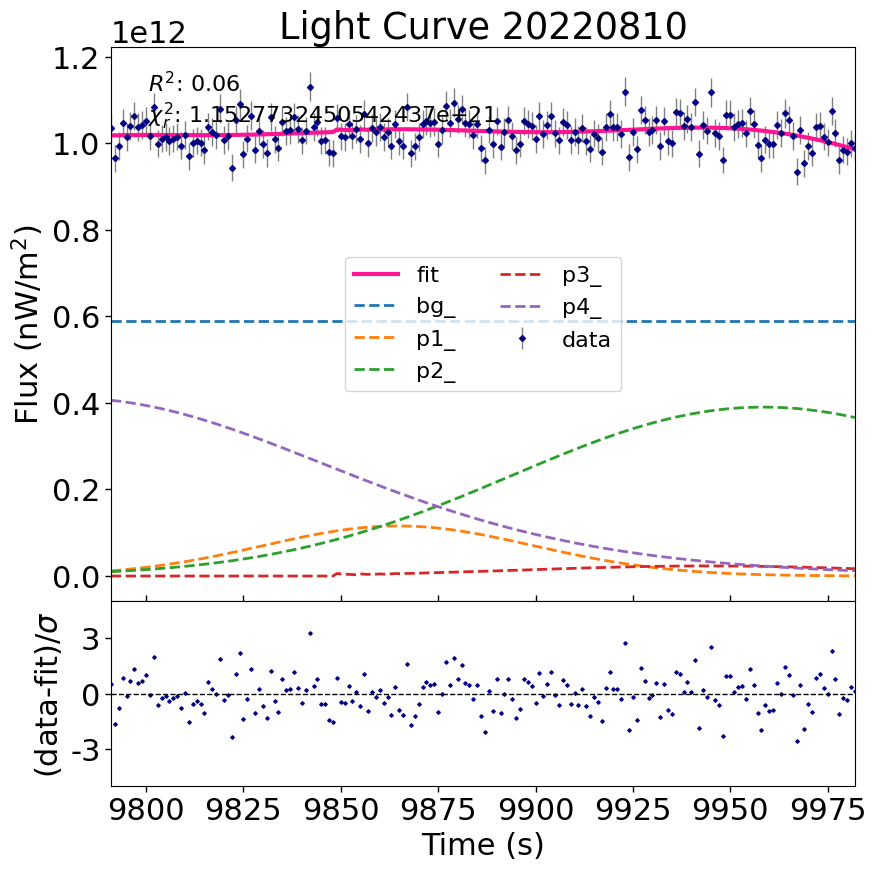 Light Curve 20220810
1e12
R²: 0.06
χ²ᵣ: 1.1527732450542437e+21
1.2
1.0
0.8
0.6
0.4
0.2
0.0
Flux (nW/m²)
fit
bg_
p1_
p2_
p3_
p4_
data
3
0
-3
(data-fit)/σ
9800 9825 9850 9875 9900 9925 9950 9975
Time (s)